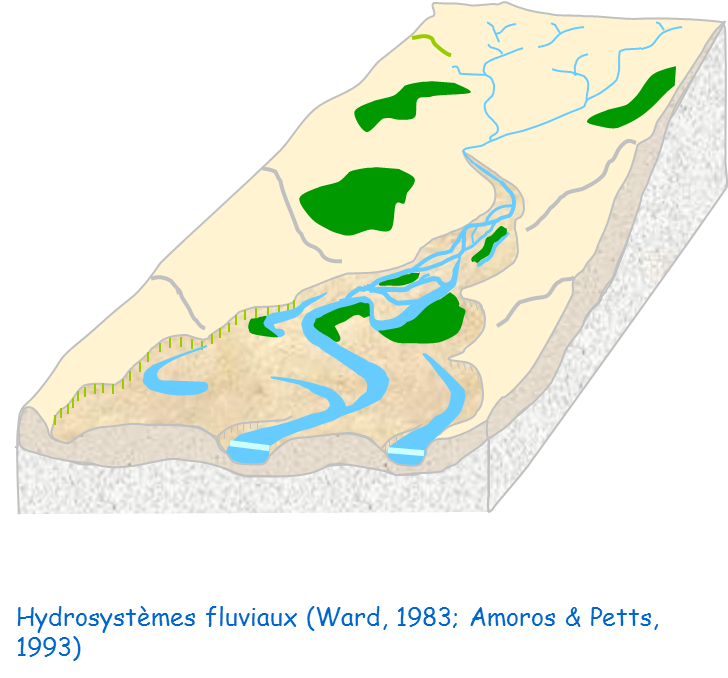 Hydrosystèmes fluviaux (Ward, 1983; Amoros & Petts,
1993)